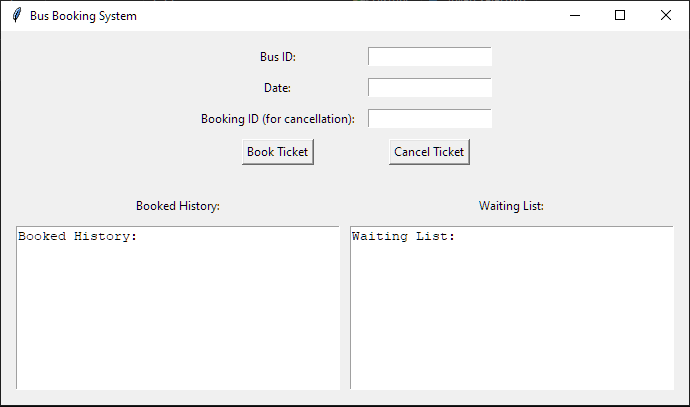 Bus Booking System
Bus ID:
Date:
Booking ID (for cancellation):
Book Ticket Cancel Ticket
Booked History: Waiting List:
Booked History: Waiting List: